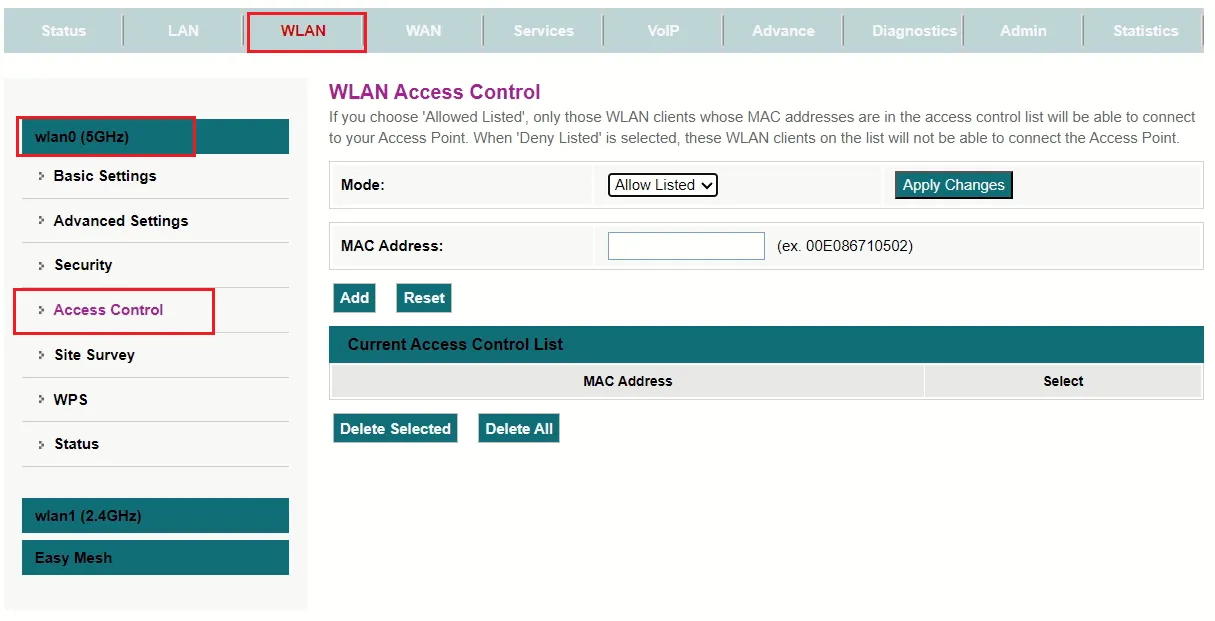 Status LAN WLAN WAN Services VoIP Advance Diagnostics Admin Statistics
wlan0 (5GHz)
Basic Settings
Advanced Settings
Security
Access Control
Site Survey
WPS
Status
wlan1 (2.4GHz)
Easy Mesh
WLAN Access Control
If you choose 'Allowed Listed', only those WLAN clients whose MAC addresses are in the access control list will be able to connect
to your Access Point. When 'Deny Listed' is selected, these WLAN clients on the list will not be able to connect the Access Point.
Mode: Allow Listed Apply Changes
MAC Address: (ex. 00E086710502)
Add Reset
Current Access Control List
MAC Address Select
Delete Selected Delete All